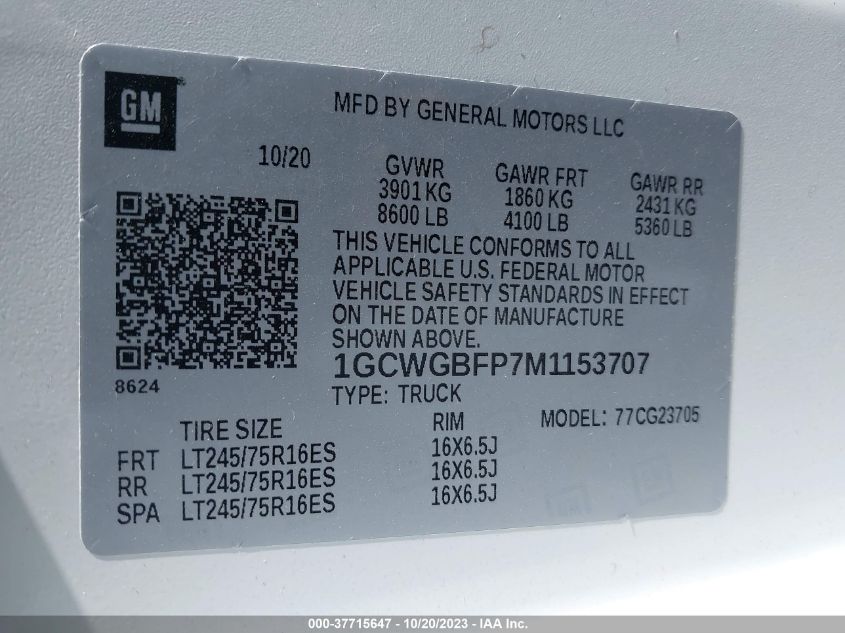 GM
MFD BY GENERAL MOTORS LLC
10/20
GVWR GAWR FRT GAWR RR
3901 KG 1860 KG 2431 KG
8600 LB 4100 LB 5360 LB
THIS VEHICLE CONFORMS TO ALL
APPLICABLE U.S. FEDERAL MOTOR
VEHICLE SAFETY STANDARDS IN EFFECT
ON THE DATE OF MANUFACTURE
SHOWN ABOVE.
1GCWGBFP7M1153707
8624
TYPE: TRUCK
TIRE SIZE RIM MODEL: 77CG23705
FRT LT245/75R16ES 16X6.5J
RR LT245/75R16ES 16X6.5J
SPA LT245/75R16ES 16X6.5J
000-37715647 - 10/20/2023 - IAA Inc.